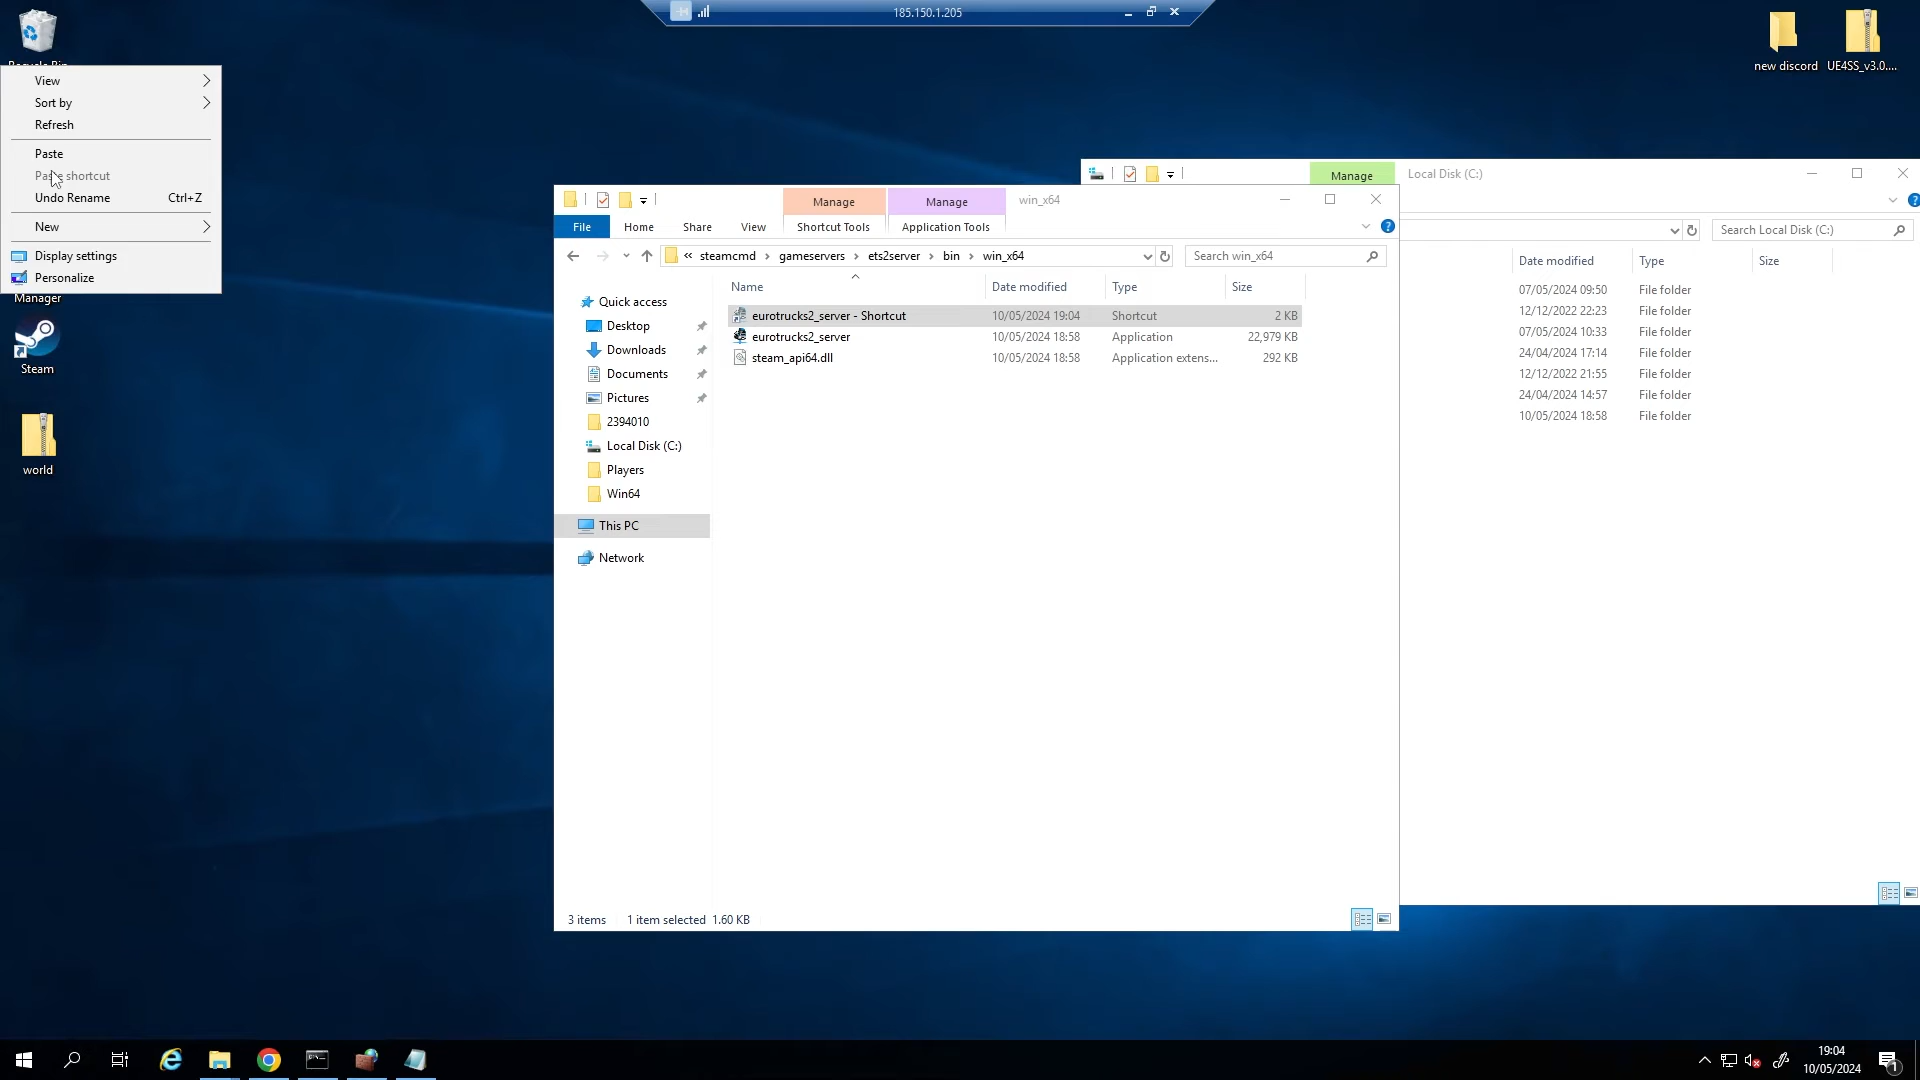 185.150.1.205
new discord
UE4SS_v3.0....
Recycle Bin
View
Sort by
Refresh
Paste
Paste shortcut
Undo Rename Ctrl+Z
New
Display settings
Personalize
Manager
Steam
world
Manage
Manage
win_x64
File
Home
Share
View
Shortcut Tools
Application Tools
« steamcmd > gameservers > ets2server > bin > win_x64
Search win_x64
Name
Date modified
Type
Size
eurotrucks2_server - Shortcut 10/05/2024 19:04 Shortcut 2 KB
eurotrucks2_server 10/05/2024 18:58 Application 22,979 KB
steam_api64.dll 10/05/2024 18:58 Application extens... 292 KB
Quick access
Desktop
Downloads
Documents
Pictures
2394010
Local Disk (C:)
Players
Win64
This PC
Network
3 items
1 item selected 1.60 KB
Manage
Local Disk (C:)
Search Local Disk (C:)
Date modified
Type
Size
07/05/2024 09:50 File folder
12/12/2022 22:23 File folder
07/05/2024 10:33 File folder
24/04/2024 17:14 File folder
12/12/2022 21:55 File folder
24/04/2024 14:57 File folder
10/05/2024 18:58 File folder
19:04
10/05/2024
1